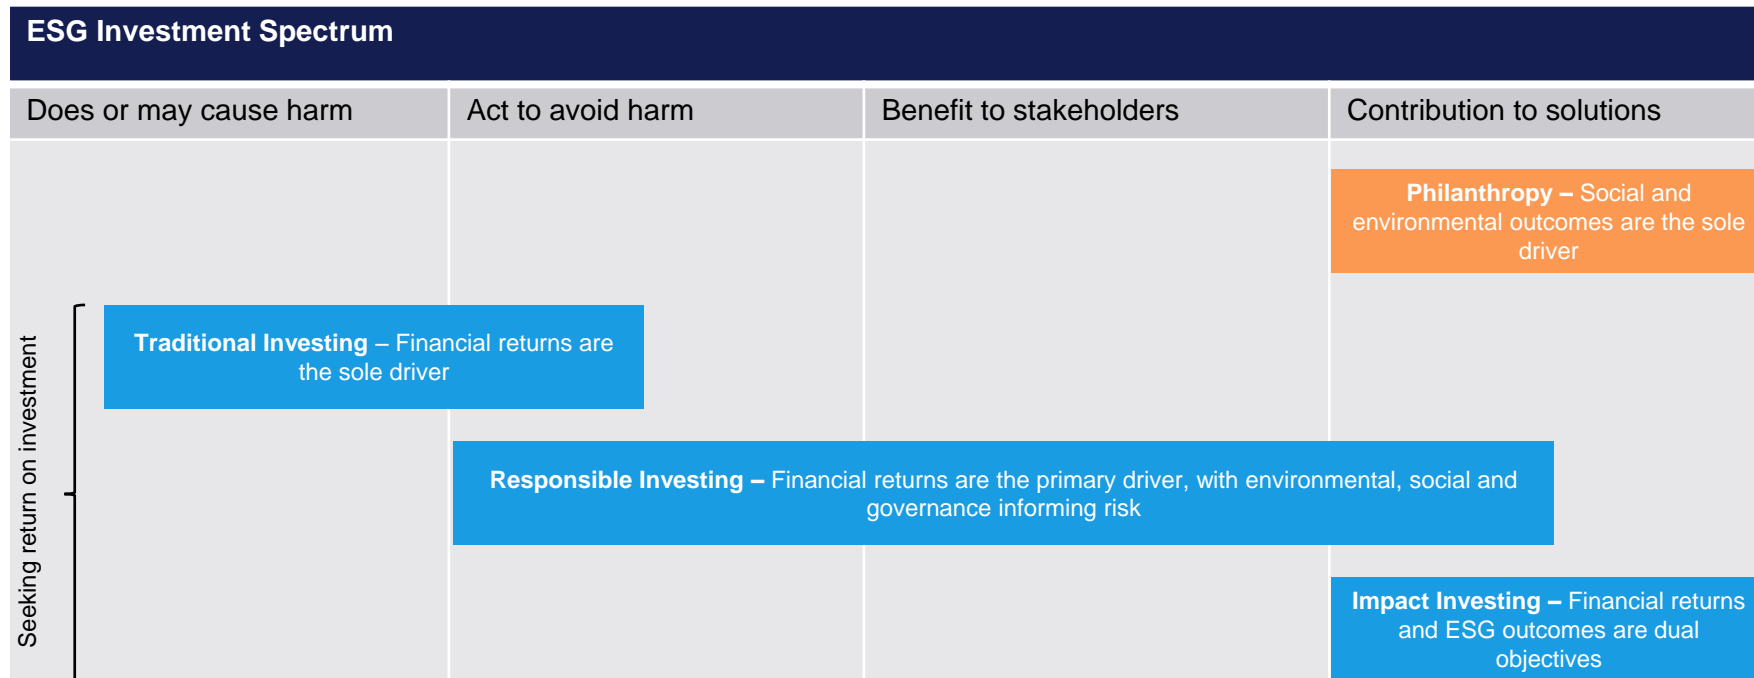 ESG Investment Spectrum
Does or may cause harm
Act to avoid harm
Benefit to stakeholders
Contribution to solutions
Philanthropy – Social and
environmental outcomes are the sole
driver
Seeking return on investment
Traditional Investing – Financial returns are
the sole driver
Responsible Investing – Financial returns are the primary driver, with environmental, social and
governance informing risk
Impact Investing – Financial returns
and ESG outcomes are dual
objectives